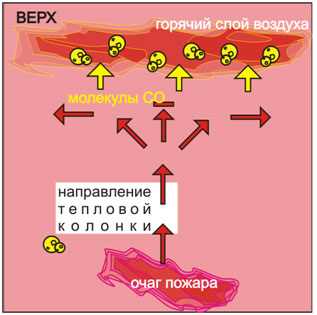 ВЕРХ
горячий слой воздуха
молекулы СО
направление
тепловой
колонки
очаг пожара